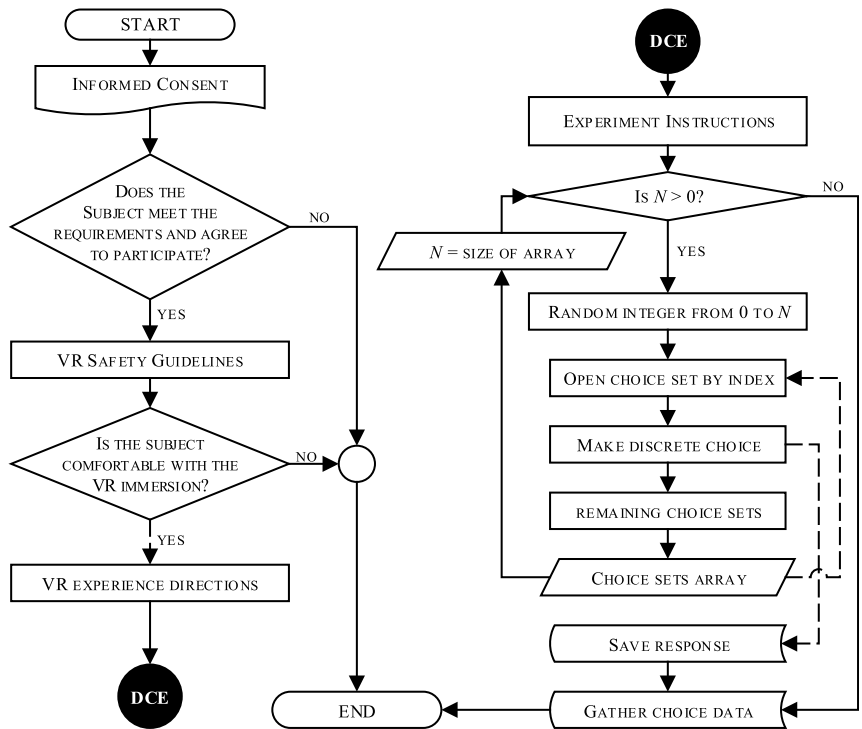 START
INFORMED CONSENT
DOES THE
SUBJECT MEET THE
REQUIREMENTS AND AGREE
TO PARTICIPATE?
NO
YES
VR SAFETY GUIDELINES
IS THE SUBJECT
COMFORTABLE WITH THE
VR IMMERSION?
NO
YES
VR EXPERIENCE DIRECTIONS
DCE
END
DCE
EXPERIMENT INSTRUCTIONS
IS N > 0?
NO
N = SIZE OF ARRAY
YES
RANDOM INTEGER FROM 0 TO N
OPEN CHOICE SET BY INDEX
MAKE DISCRETE CHOICE
REMAINING CHOICE SETS
CHOICE SETS ARRAY
SAVE RESPONSE
GATHER CHOICE DATA